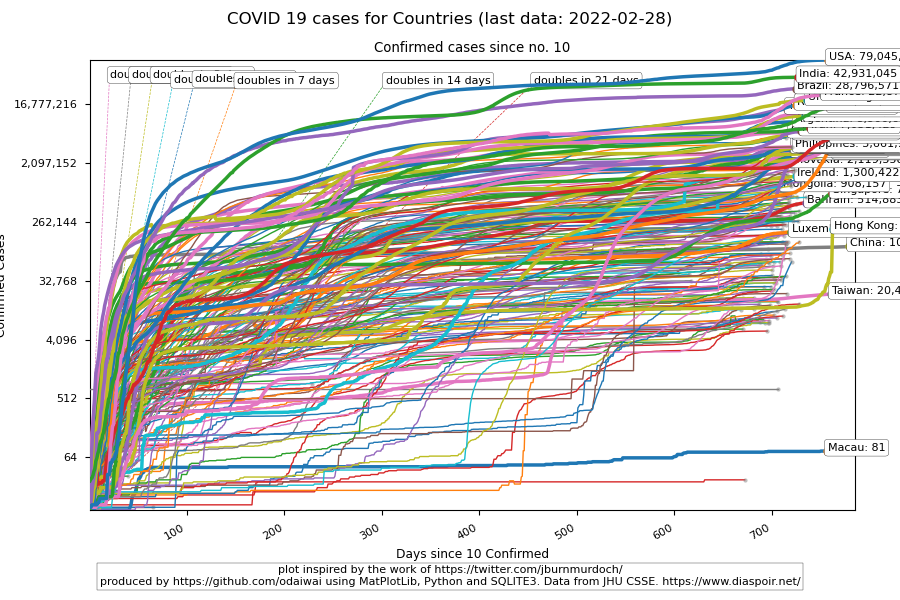 COVID 19 cases for Countries (last data: 2022-02-28)
Confirmed cases since no. 10
doubles in 7 days
doubles in 14 days
doubles in 21 days
USA: 79,045,
India: 42,931,045
Brazil: 28,796,571
16,777,216
2,097,152
262,144
32,768
4,096
512
64
Philippines:
Ireland: 1,300,422
Mongolia: 908,157
Bahrain: 514,883
Luxem
Hong Kong:
China: 10
Taiwan: 20,4
Macau: 81
Confirmed Cases
100 200 300 400 500 600 700
Days since 10 Confirmed
plot inspired by the work of https://twitter.com/jburnmurdoch/
produced by https://github.com/odaiwai using MatPlotLib, Python and SQLITE3. Data from JHU CSSE. https://www.diaspoir.net/